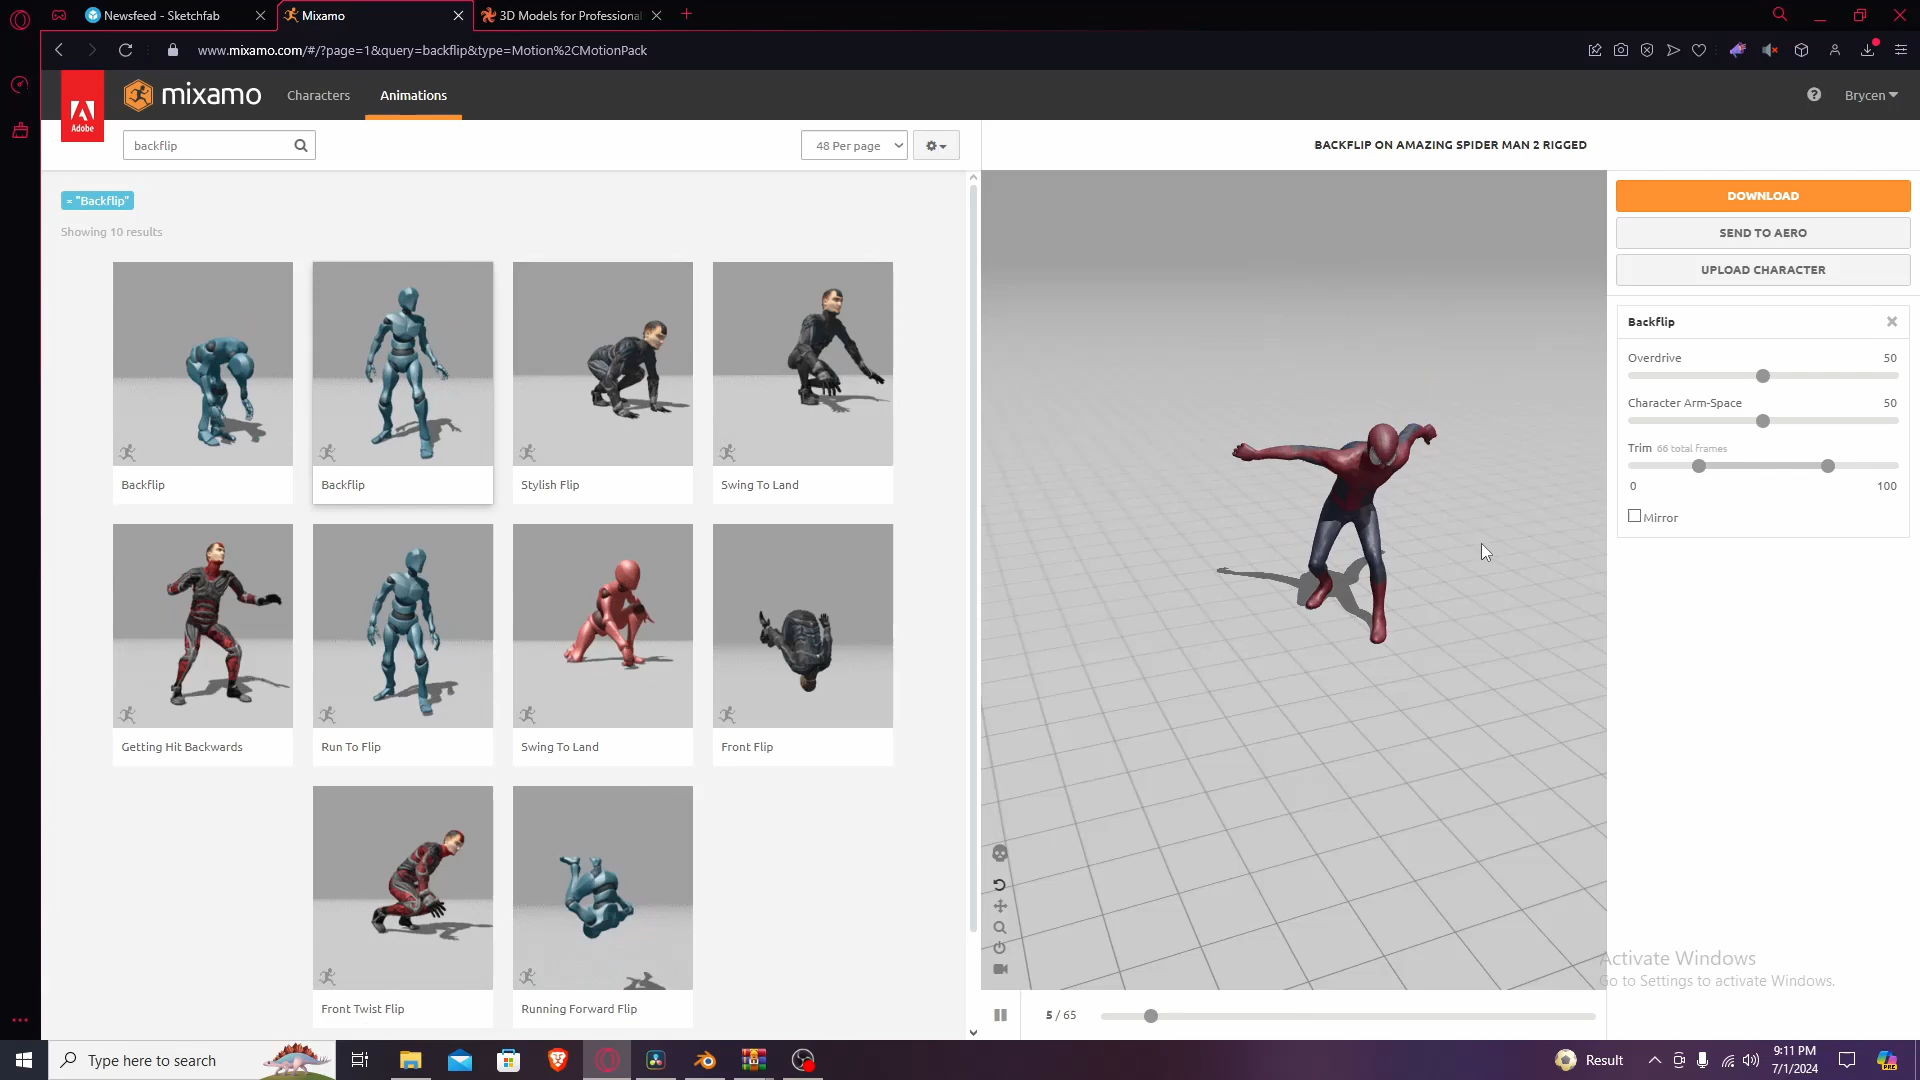 Newsfeed - Sketchfab
Mixamo
3D Models for Professional
www.mixamo.com/#/?page=1&query=backflip&type=Motion%2CMotionPack
Adobe
mixamo
Characters
Animations
Brycen
backflip
48 Per page
BACKFLIP ON AMAZING SPIDER MAN 2 RIGGED
× "Backflip"
Showing 10 results
DOWNLOAD
SEND TO AERO
UPLOAD CHARACTER
Backflip
Overdrive 50
Character Arm-Space 50
Trim 66 total frames
0 100
Mirror
Backflip
Backflip
Stylish Flip
Swing To Land
Getting Hit Backwards
Run To Flip
Swing To Land
Front Flip
Front Twist Flip
Running Forward Flip
5 / 65
Activate Windows
Go to Settings to activate Windows.
Type here to search
Result
9:11 PM
7/1/2024